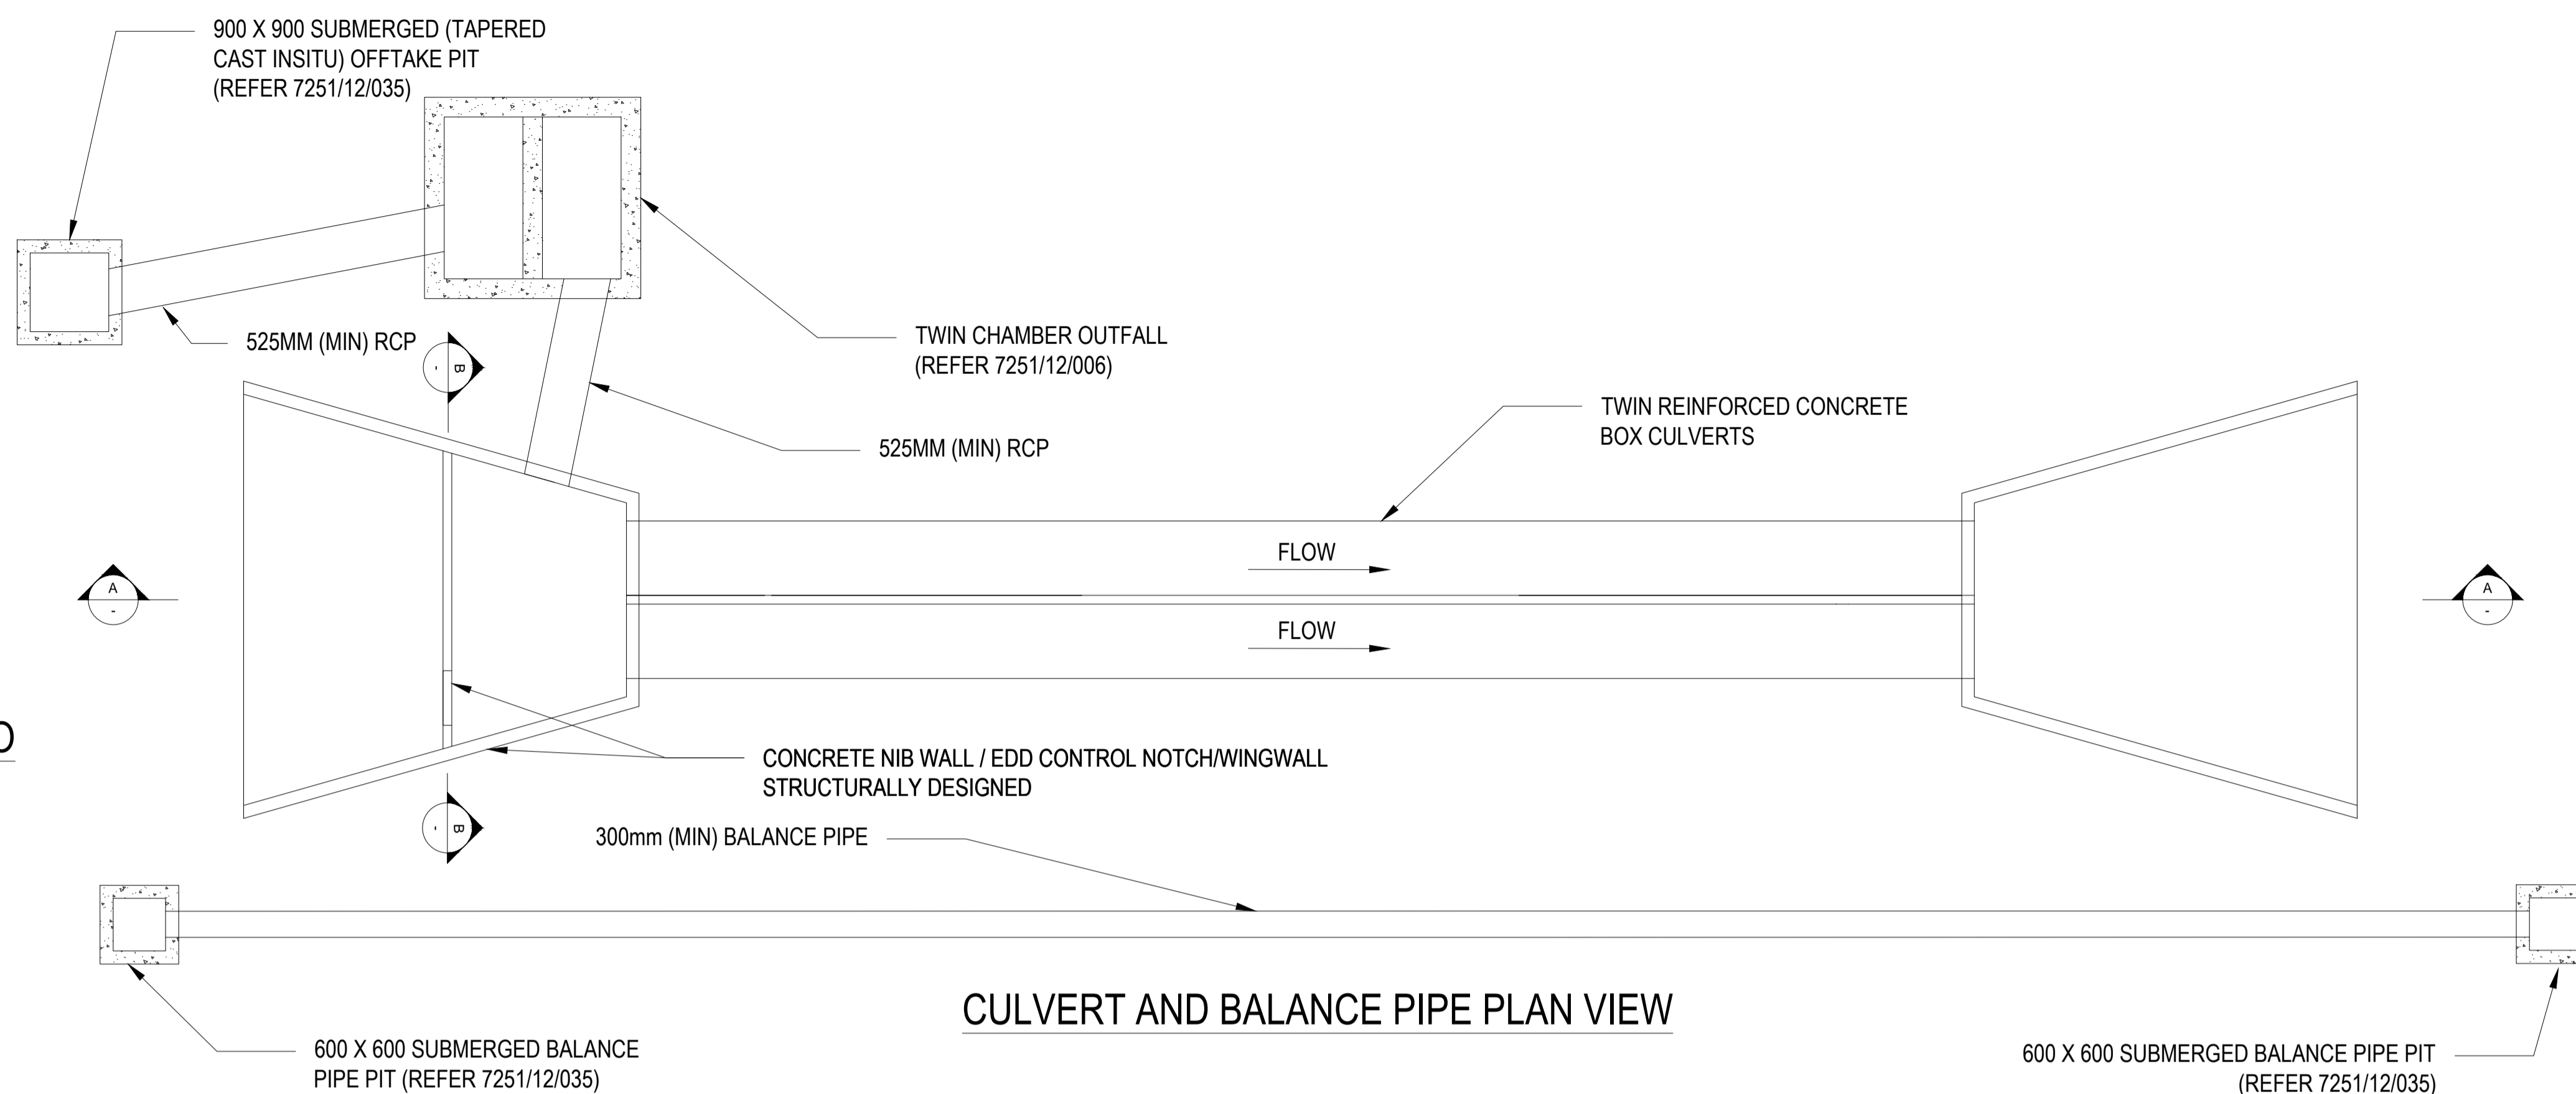 900 X 900 SUBMERGED (TAPERED
CAST INSITU) OFFTAKE PIT
(REFER 7251/12/035)
525MM (MIN) RCP
B
-
TWIN CHAMBER OUTFALL
(REFER 7251/12/006)
525MM (MIN) RCP
TWIN REINFORCED CONCRETE
BOX CULVERTS
FLOW
A
-
A
-
FLOW
CONCRETE NIB WALL / EDD CONTROL NOTCH/WINGWALL
STRUCTURALLY DESIGNED
B
-
300mm (MIN) BALANCE PIPE
CULVERT AND BALANCE PIPE PLAN VIEW
600 X 600 SUBMERGED BALANCE
PIPE PIT (REFER 7251/12/035)
600 X 600 SUBMERGED BALANCE PIPE PIT
(REFER 7251/12/035)